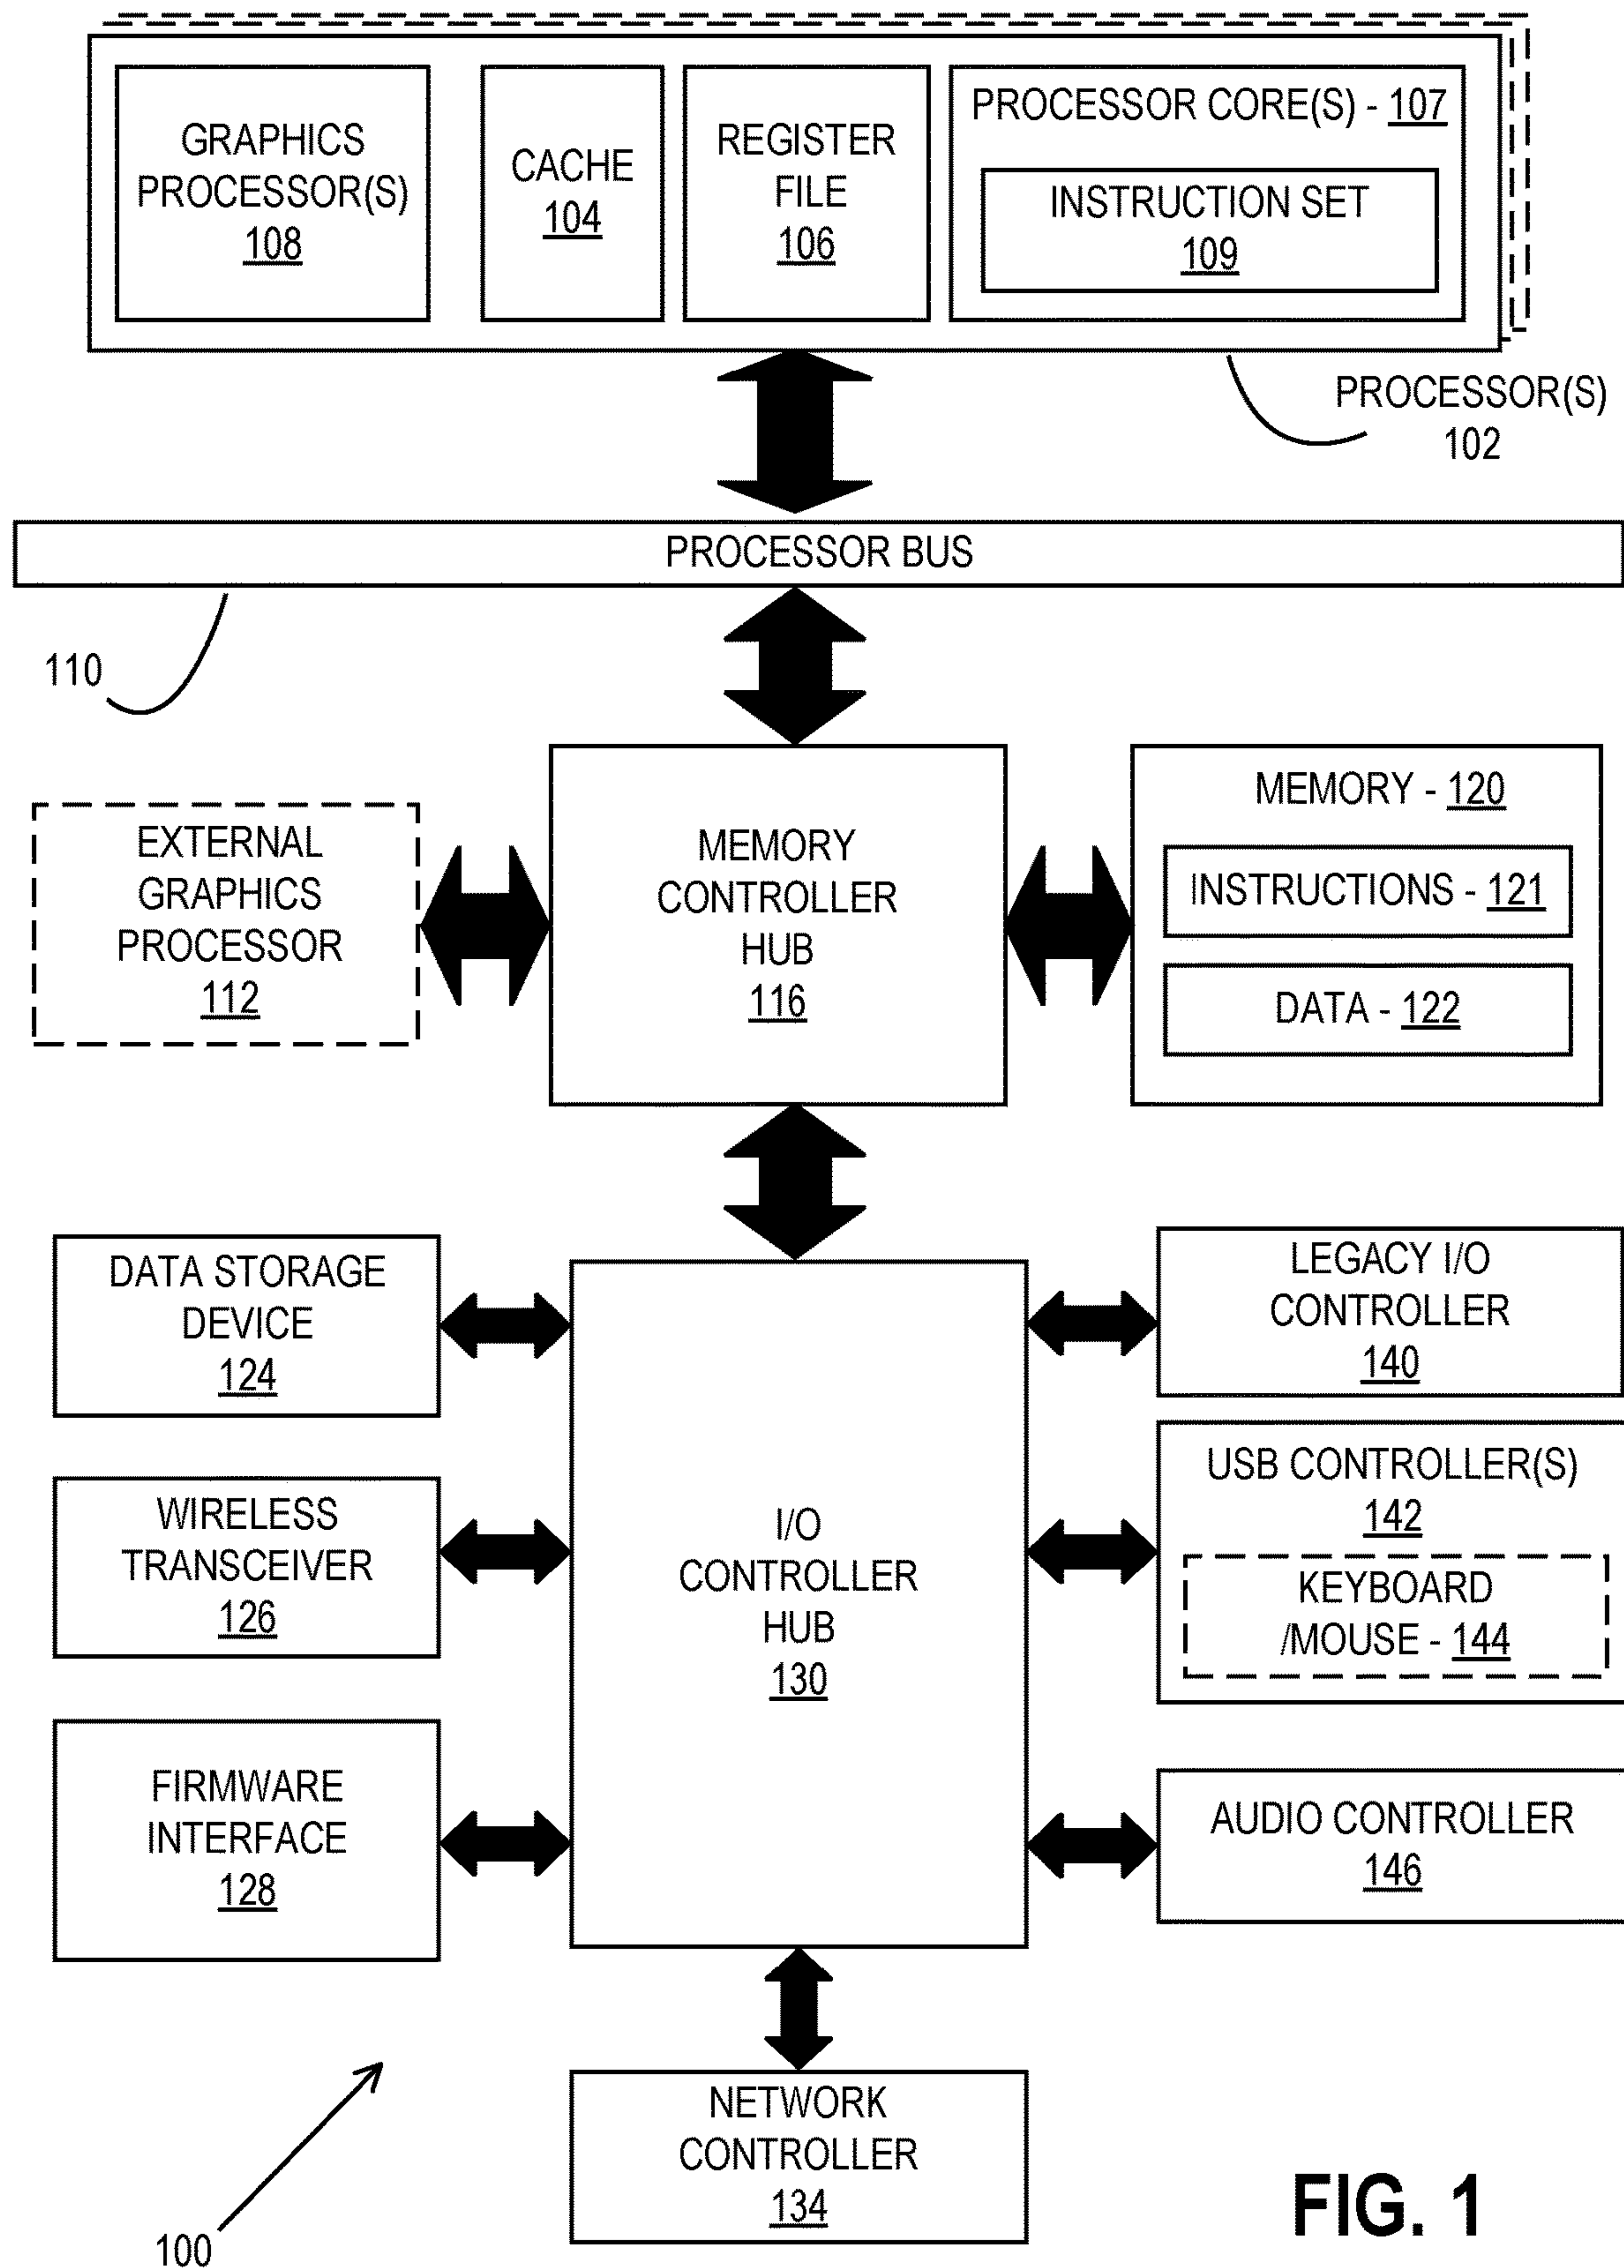 GRAPHICS
PROCESSOR(S)
108
CACHE
104
REGISTER
FILE
106
PROCESSOR CORE(S) - 107
INSTRUCTION SET
109
PROCESSOR(S)
102
PROCESSOR BUS
110
EXTERNAL
GRAPHICS
PROCESSOR
112
MEMORY
CONTROLLER
HUB
116
MEMORY - 120
INSTRUCTIONS - 121
DATA - 122
DATA STORAGE
DEVICE
124
WIRELESS
TRANSCEIVER
126
FIRMWARE
INTERFACE
128
I/O
CONTROLLER
HUB
130
LEGACY I/O
CONTROLLER
140
USB CONTROLLER(S)
142
KEYBOARD
/MOUSE - 144
AUDIO CONTROLLER
146
NETWORK
CONTROLLER
134
100
FIG. 1